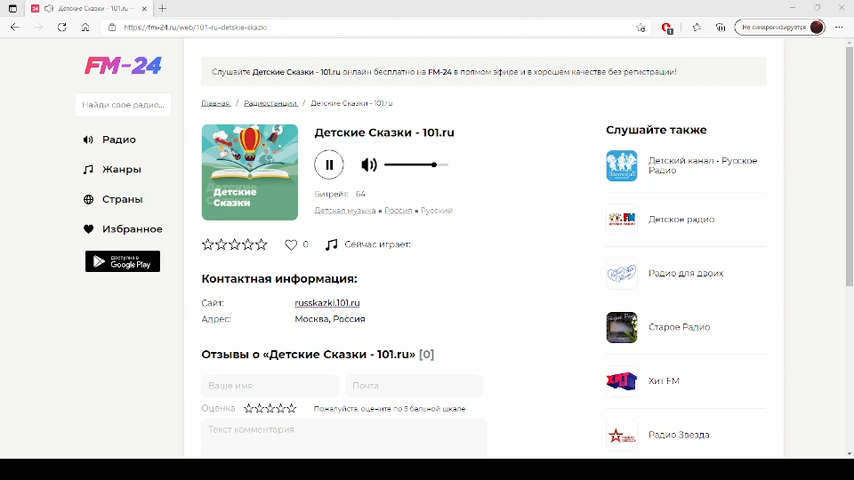 Детские Сказки - 101.ru — ...
https://fm-24.ru/web/101-ru-detskie-skazki
Не синхронизируется
FM-24
Найди свое радио...
Радио
Жанры
Страны
Избранное
ДОСТУПНО В
Google Play
Слушайте Детские Сказки - 101.ru онлайн бесплатно на FM-24 в прямом эфире и в хорошем качестве без регистрации!
Главная / Радиостанции / Детские Сказки - 101.ru
Детские
Сказки
Детские Сказки - 101.ru
Битрейт: 64
Детская музыка • Россия • Русский
0
Сейчас играет:
Контактная информация:
Сайт: russkazki.101.ru
Адрес: Москва, Россия
Отзывы о «Детские Сказки - 101.ru» [0]
Ваше имя
Почта
Оценка
Пожалуйста, оцените по 5 бальной шкале
Текст комментария
Слушайте также
Детский канал - Русское
Радио
Детское радио
Радио для двоих
Старое Радио
ХИТ
Хит FM
Радио Звезда